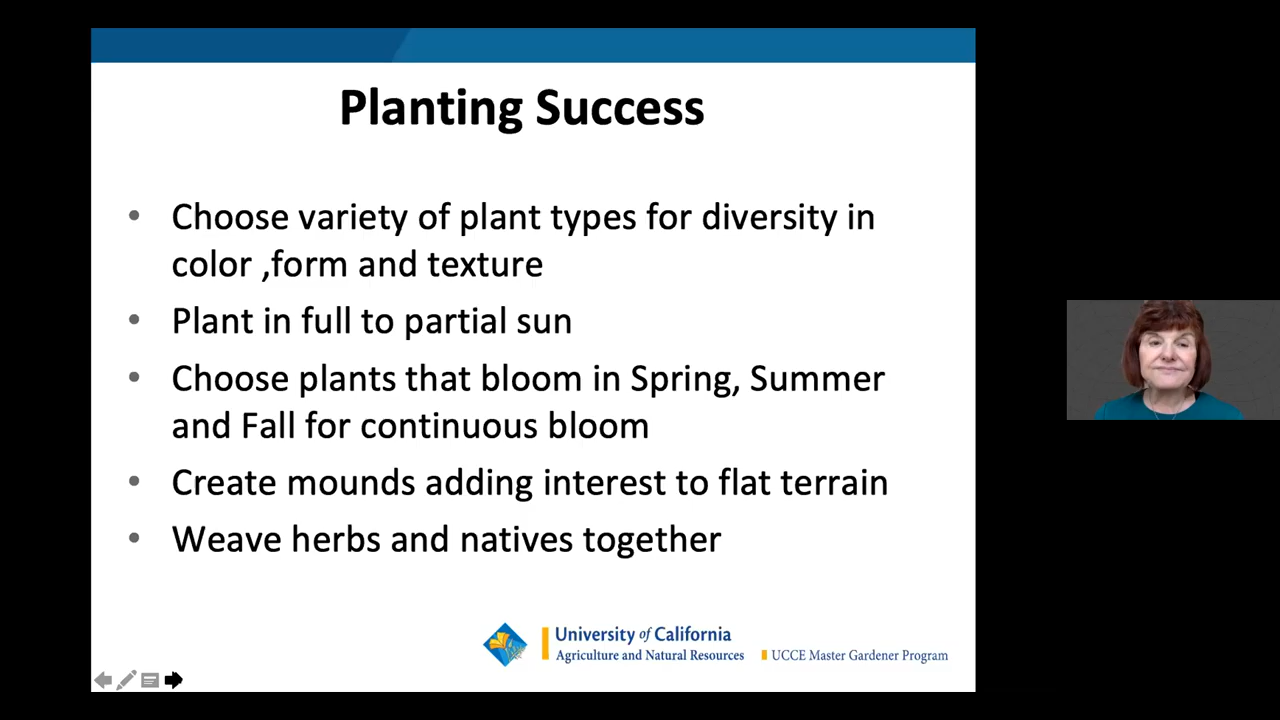 Planting Success
• Choose variety of plant types for diversity in
color ,form and texture
• Plant in full to partial sun
• Choose plants that bloom in Spring, Summer
and Fall for continuous bloom
• Create mounds adding interest to flat terrain
• Weave herbs and natives together
University of California
Agriculture and Natural Resources
UCCE Master Gardener Program